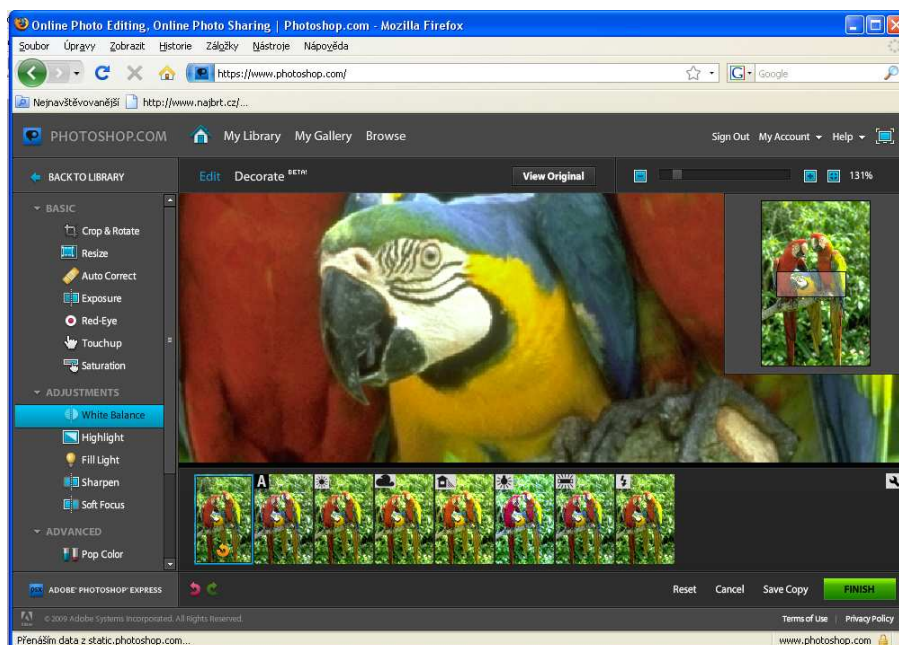 Online Photo Editing, Online Photo Sharing | Photoshop.com - Mozilla Firefox
Soubor Úpravy Zobrazit Historie Záložky Nástroje Nápověda
https://www.photoshop.com/ G Google
Nejnavštěvovanější http://www.najbrt.cz/...
PHOTOSHOP.COM My Library My Gallery Browse Sign Out My Account Help
BACK TO LIBRARY Edit Decorate BETA! View Original 131%
BASIC
Crop & Rotate
Resize
Auto Correct
Exposure
Red-Eye
Touchup
Saturation
ADJUSTMENTS
White Balance
Highlight
Fill Light
Sharpen
Soft Focus
A
ADVANCED
Pop Color
psx ADOBE® PHOTOSHOP® EXPRESS Reset Cancel Save Copy FINISH
© 2009 Adobe Systems Incorporated. All Rights Reserved. Terms of Use | Privacy Policy
Přenáším data z static.photoshop.com... www.photoshop.com